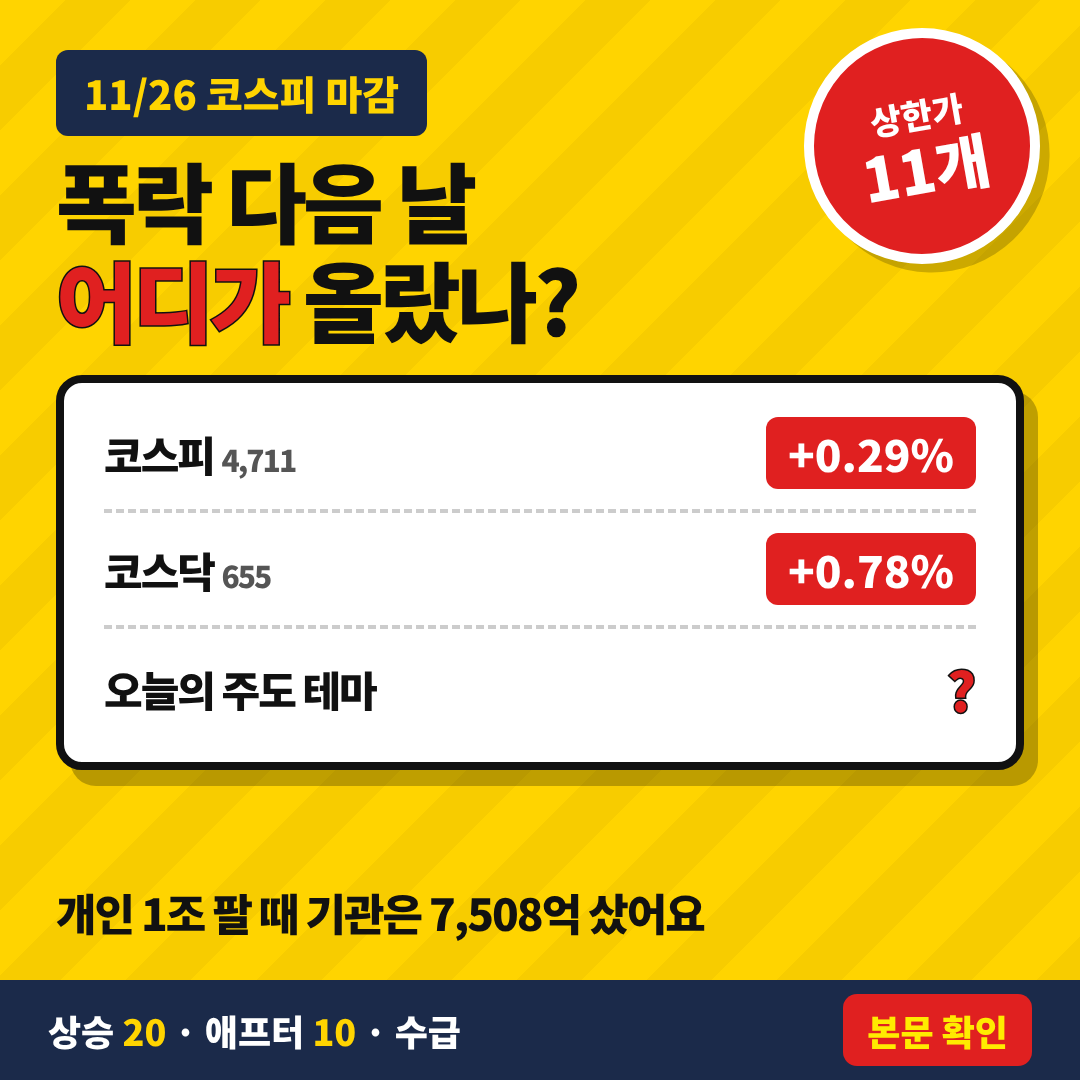 11/26 코스피 마감
상한가
11개
폭락 다음 날
어디가 올랐나?
코스피 4,711 +0.29%
코스닥 655 +0.78%
오늘의 주도 테마 ?
개인 1조 팔 때 기관은 7,508억 샀어요
상승 20 · 애프터 10 · 수급
본문 확인